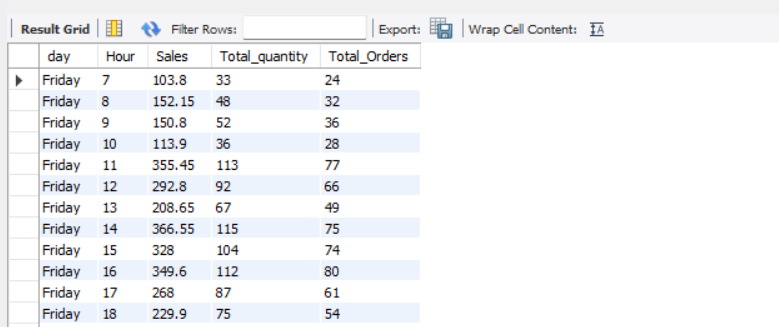 Result Grid Filter Rows: Export: Wrap Cell Content: IA
day Hour Sales Total_quantity Total_Orders
Friday 7 103.8 33 24
Friday 8 152.15 48 32
Friday 9 150.8 52 36
Friday 10 113.9 36 28
Friday 11 355.45 113 77
Friday 12 292.8 92 66
Friday 13 208.65 67 49
Friday 14 366.55 115 75
Friday 15 328 104 74
Friday 16 349.6 112 80
Friday 17 268 87 61
Friday 18 229.9 75 54